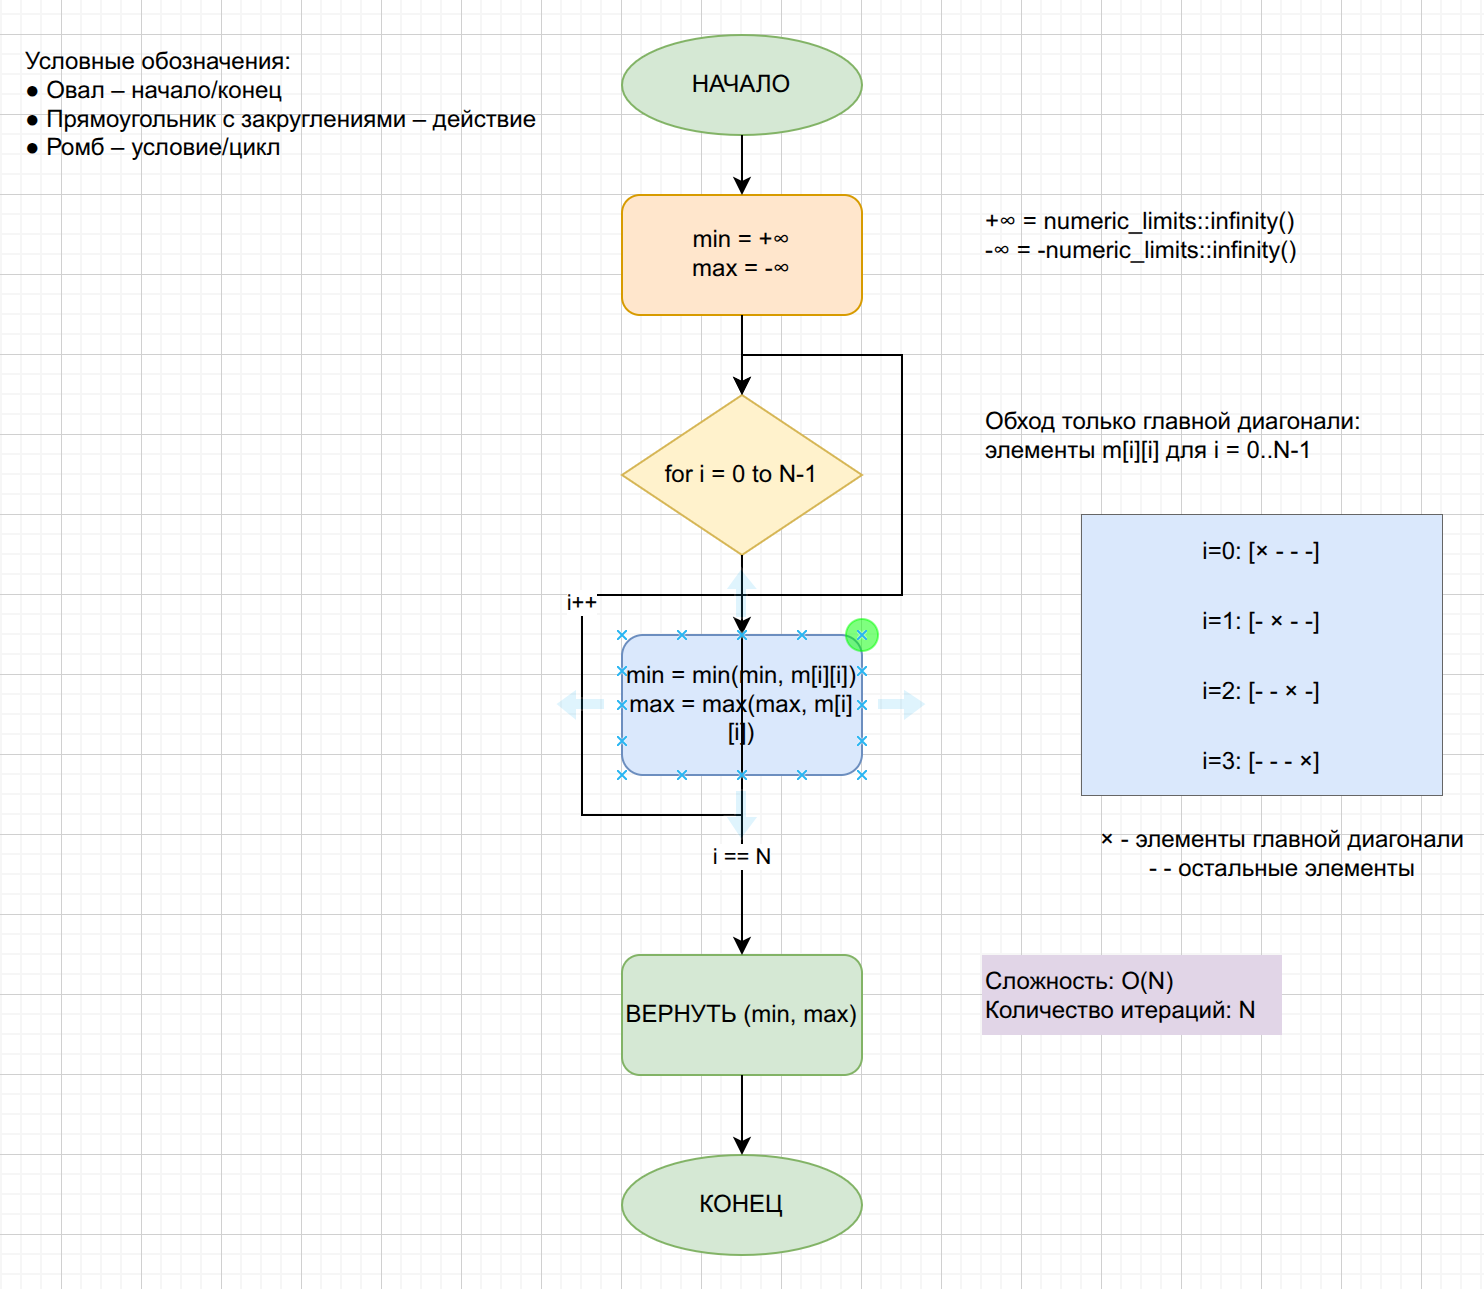 Условные обозначения:
● Овал – начало/конец
● Прямоугольник с закруглениями – действие
● Ромб – условие/цикл
НАЧАЛО
min = +∞
max = -∞
+∞ = numeric_limits::infinity()
-∞ = -numeric_limits::infinity()
for i = 0 to N-1
Обход только главной диагонали:
элементы m[i][i] для i = 0..N-1
i=0: [× - - -]
i=1: [- × - -]
i=2: [- - × -]
i=3: [- - - ×]
× - элементы главной диагонали
- - остальные элементы
i++
min = min(min, m[i][i])
max = max(max, m[i]
[i])
i == N
ВЕРНУТЬ (min, max)
Сложность: O(N)
Количество итераций: N
КОНЕЦ